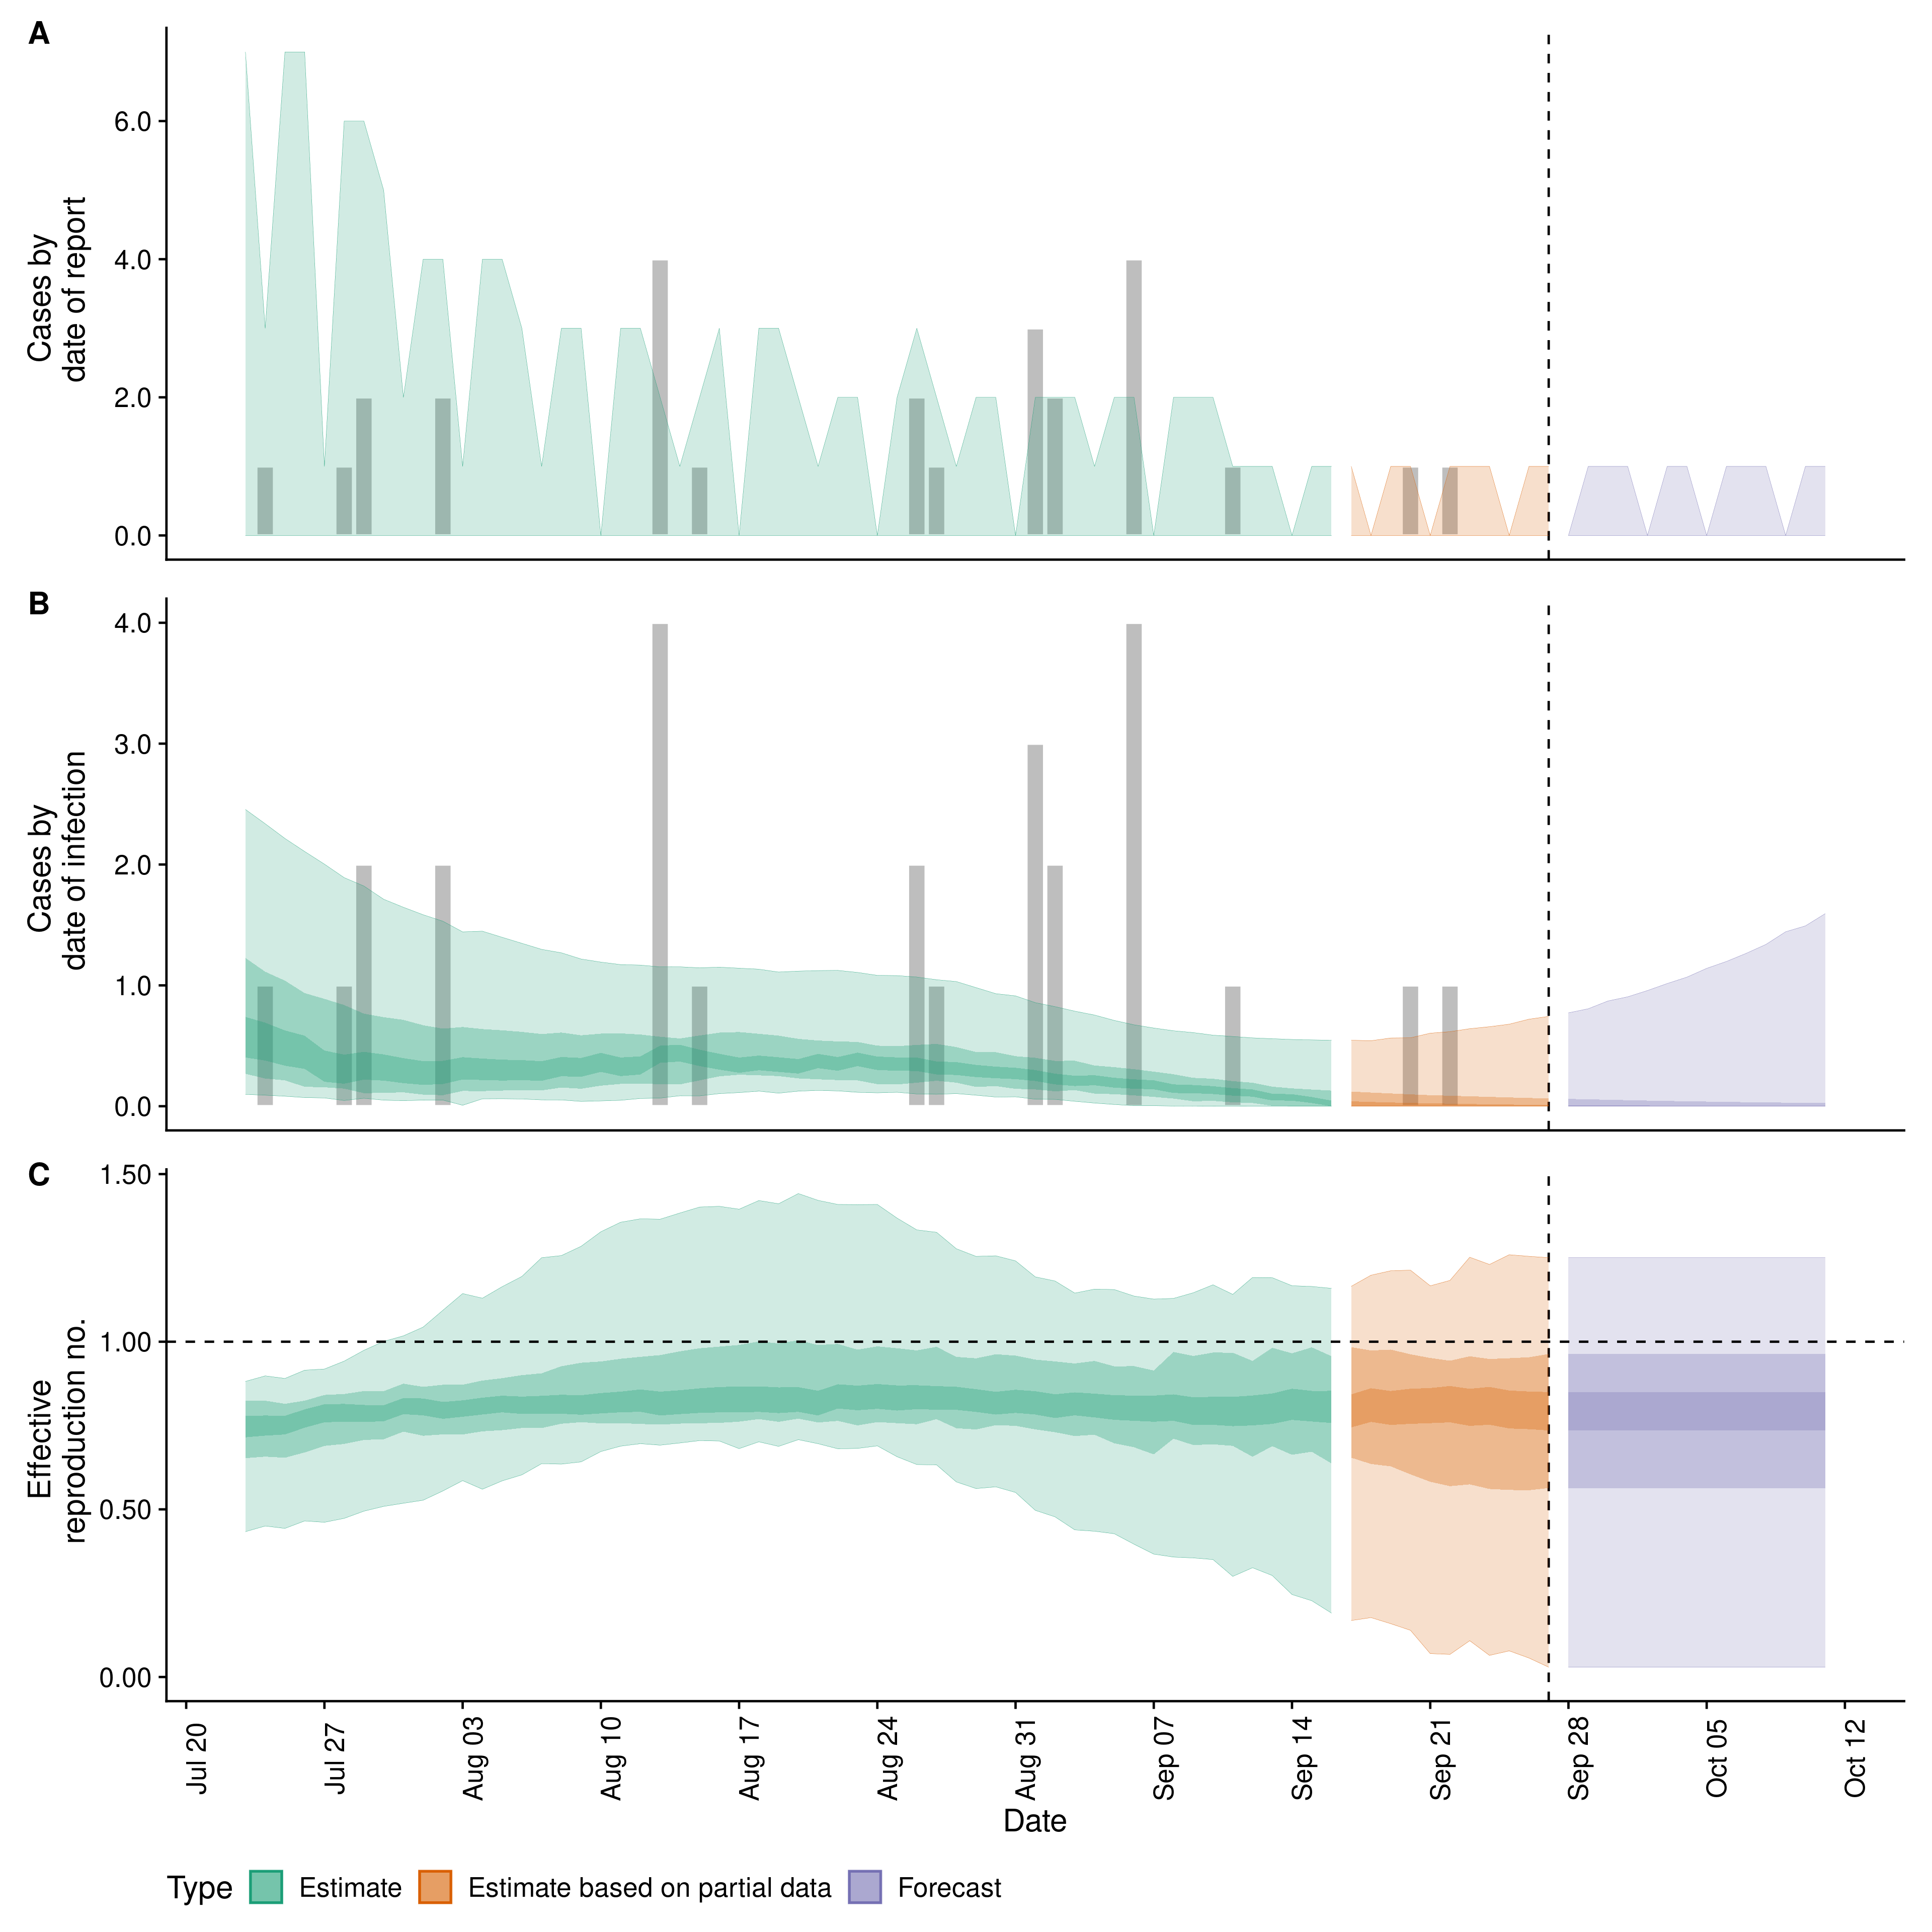 A
Cases by
date of report
6.0
4.0
2.0
0.0
B
Cases by
date of infection
4.0
3.0
2.0
1.0
0.0
C
Effective
reproduction no.
1.50
1.00
0.50
0.00
Jul 20
Jul 27
Aug 03
Aug 10
Aug 17
Aug 24
Aug 31
Sep 07
Sep 14
Sep 21
Sep 28
Oct 05
Oct 12
Date
Type Estimate Estimate based on partial data Forecast